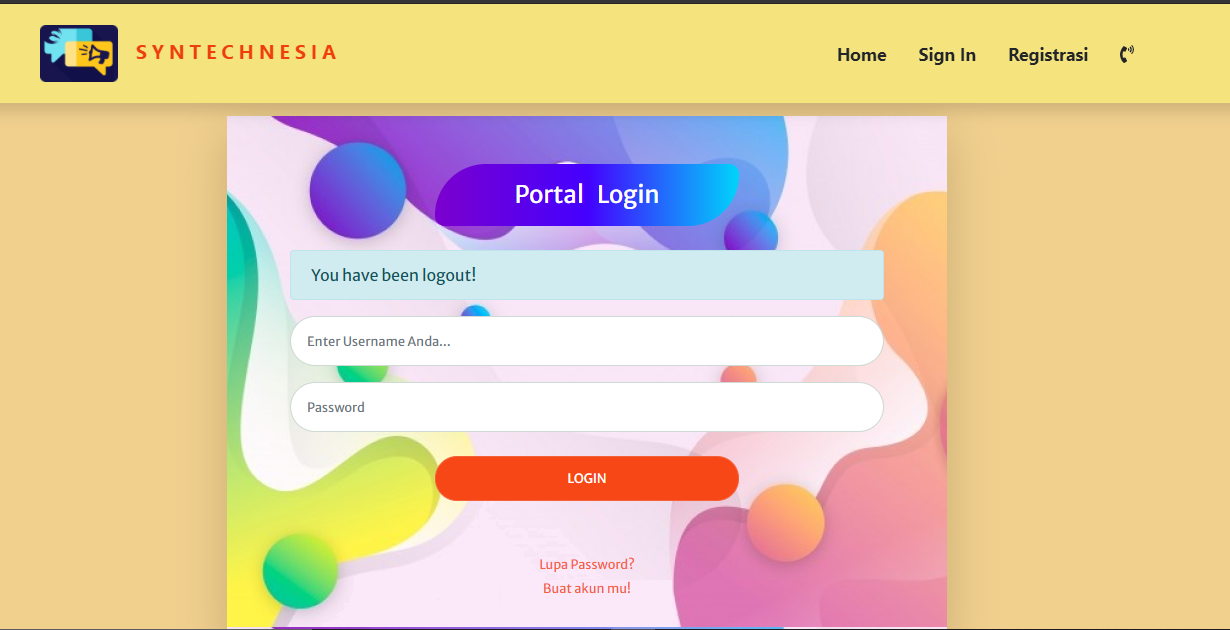 SYNTECHNESIA
Home Sign In Registrasi
Portal Login
You have been logout!
Enter Username Anda...
Password
LOGIN
Lupa Password?
Buat akun mu!